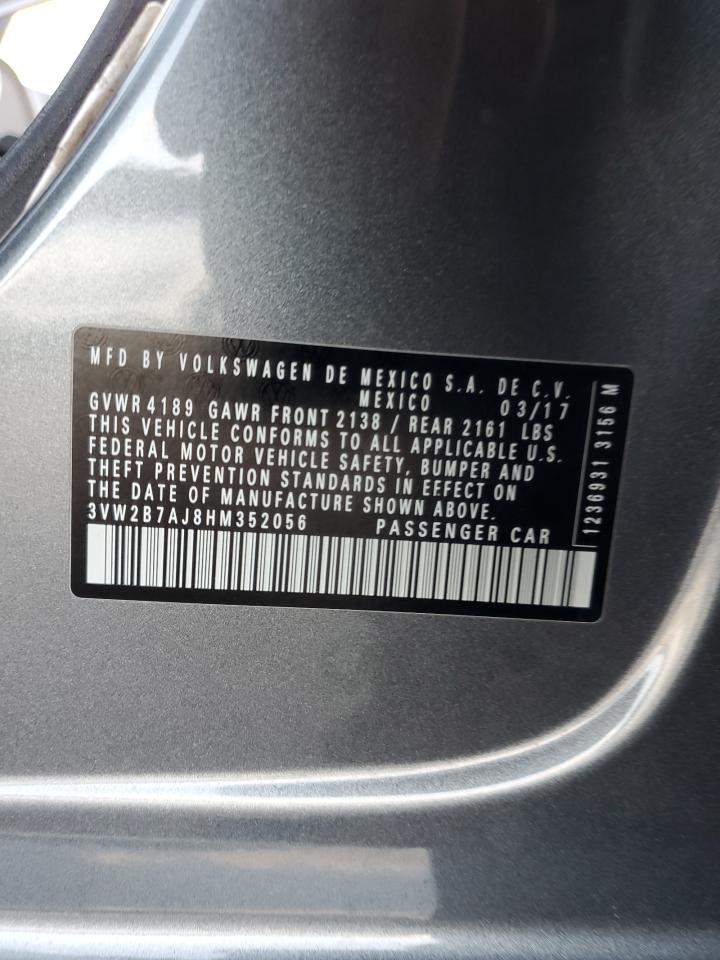 MFD BY VOLKSWAGEN DE MEXICO S.A. DE C.V.
MEXICO 03/17
GVWR 4189 GAWR FRONT 2138 / REAR 2161 LBS
THIS VEHICLE CONFORMS TO ALL APPLICABLE U.S.
FEDERAL MOTOR VEHICLE SAFETY, BUMPER AND
THEFT PREVENTION STANDARDS IN EFFECT ON
THE DATE OF MANUFACTURE SHOWN ABOVE.
3VW2B7AJ8HM352056 PASSENGER CAR
1236931 3156 M